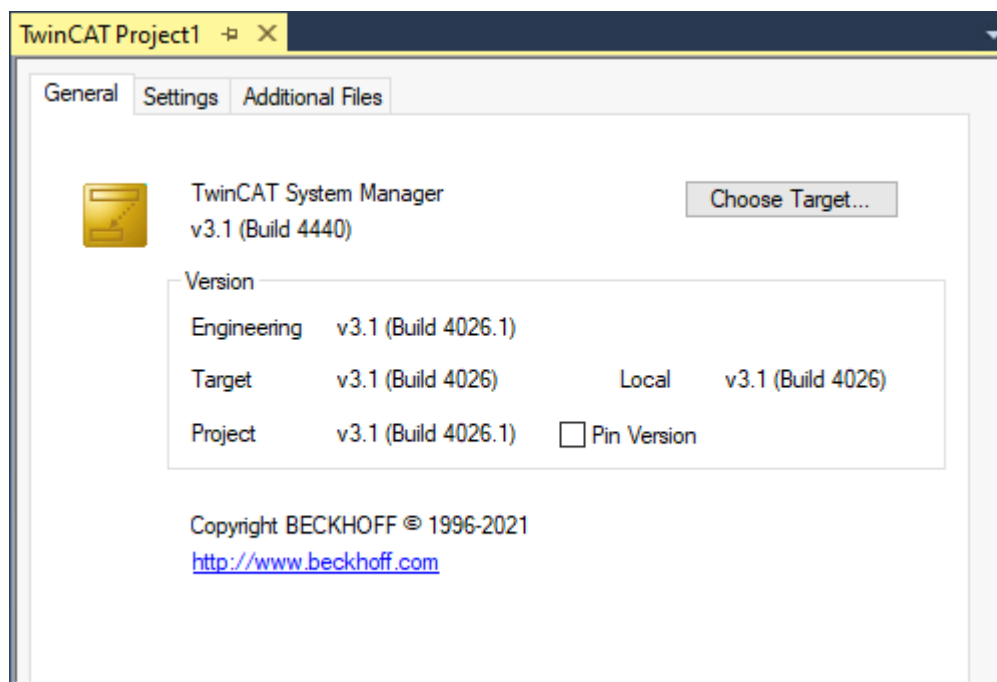 TwinCAT Project1
General Settings Additional Files
TwinCAT System Manager
Choose Target...
v3.1 (Build 4440)
Version
Engineering v3.1 (Build 4026.1)
Target v3.1 (Build 4026) Local v3.1 (Build 4026)
Project v3.1 (Build 4026.1) Pin Version
Copyright BECKHOFF © 1996-2021
http://www.beckhoff.com